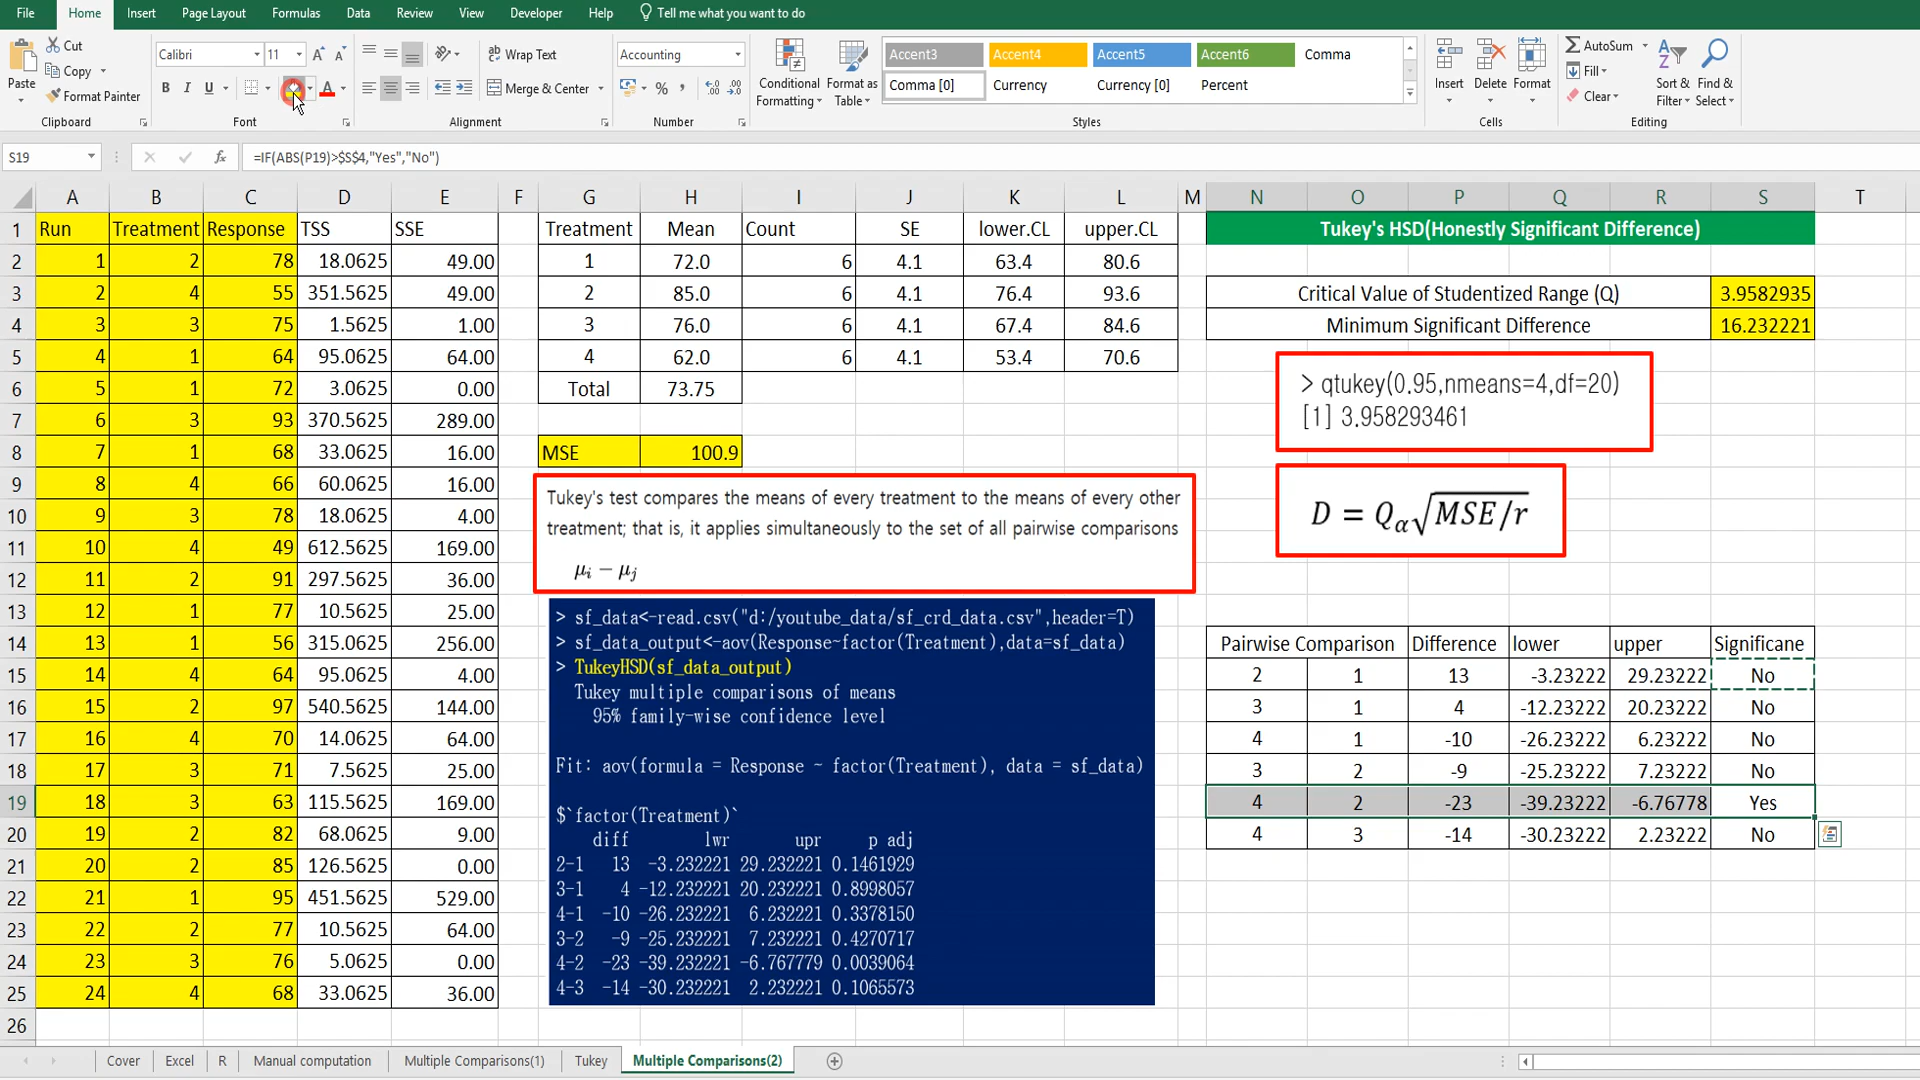 File Home Insert Page Layout Formulas Data Review View Developer Help Tell me what you want to do
Paste Cut Copy Format Painter Clipboard
Calibri 11 B I U A Font
Wrap Text Merge & Center Alignment
Accounting % , Number
Conditional Formatting Format as Table
Accent3 Accent4 Accent5 Accent6 Comma
Comma [0] Currency Currency [0] Percent
Styles
Insert Delete Format Cells
AutoSum Fill Clear Sort & Filter Find & Select Editing
S19 fx =IF(ABS(P19)>$S$4,"Yes","No")
A B C D E F G H I J K L M N O P Q R S T
1 Run Treatment Response TSS SSE Treatment Mean Count SE lower.CL upper.CL Tukey's HSD(Honestly Significant Difference)
2 1 2 78 18.0625 49.00 1 72.0 6 4.1 63.4 80.6
3 2 4 55 351.5625 49.00 2 85.0 6 4.1 76.4 93.6 Critical Value of Studentized Range (Q) 3.9582935
4 3 3 75 1.5625 1.00 3 76.0 6 4.1 67.4 84.6 Minimum Significant Difference 16.232221
5 4 1 64 95.0625 64.00 4 62.0 6 4.1 53.4 70.6
6 5 1 72 3.0625 0.00 Total 73.75
7 6 3 93 370.5625 289.00
8 7 1 68 33.0625 16.00 MSE 100.9
9 8 4 66 60.0625 16.00
10 9 3 78 18.0625 4.00
11 10 4 49 612.5625 169.00
12 11 2 91 297.5625 36.00
13 12 1 77 10.5625 25.00
14 13 1 56 315.0625 256.00
15 14 4 64 95.0625 4.00
16 15 2 97 540.5625 144.00
17 16 4 70 14.0625 64.00
18 17 3 71 7.5625 25.00
19 18 3 63 115.5625 169.00
20 19 2 82 68.0625 9.00
21 20 2 85 126.5625 0.00
22 21 1 95 451.5625 529.00
23 22 2 77 10.5625 64.00
24 23 3 76 5.0625 0.00
25 24 4 68 33.0625 36.00
26
> qtukey(0.95,nmeans=4,df=20)
[1] 3.958293461
D = Qα√MSE/r
Tukey's test compares the means of every treatment to the means of every other
treatment; that is, it applies simultaneously to the set of all pairwise comparisons
μi − μj
> sf_data<-read.csv("d:/youtube_data/sf_crd_data.csv",header=T)
> sf_data_output<-aov(Response~factor(Treatment),data=sf_data)
> TukeyHSD(sf_data_output)
Tukey multiple comparisons of means
95% family-wise confidence level
Fit: aov(formula = Response ~ factor(Treatment), data = sf_data)
$`factor(Treatment)`
diff lwr upr p adj
2-1 13 -3.232221 29.232221 0.1461929
3-1 4 -12.232221 20.232221 0.8998057
4-1 -10 -26.232221 6.232221 0.3378150
3-2 -9 -25.232221 7.232221 0.4270717
4-2 -23 -39.232221 -6.767779 0.0039064
4-3 -14 -30.232221 2.232221 0.1065573
Pairwise Comparison Difference lower upper Significane
2 1 13 -3.23222 29.23222 No
3 1 4 -12.23222 20.23222 No
4 1 -10 -26.23222 6.23222 No
3 2 -9 -25.23222 7.23222 No
4 2 -23 -39.23222 -6.76778 Yes
4 3 -14 -30.23222 2.23222 No
Cover Excel R Manual computation Multiple Comparisons(1) Tukey Multiple Comparisons(2)